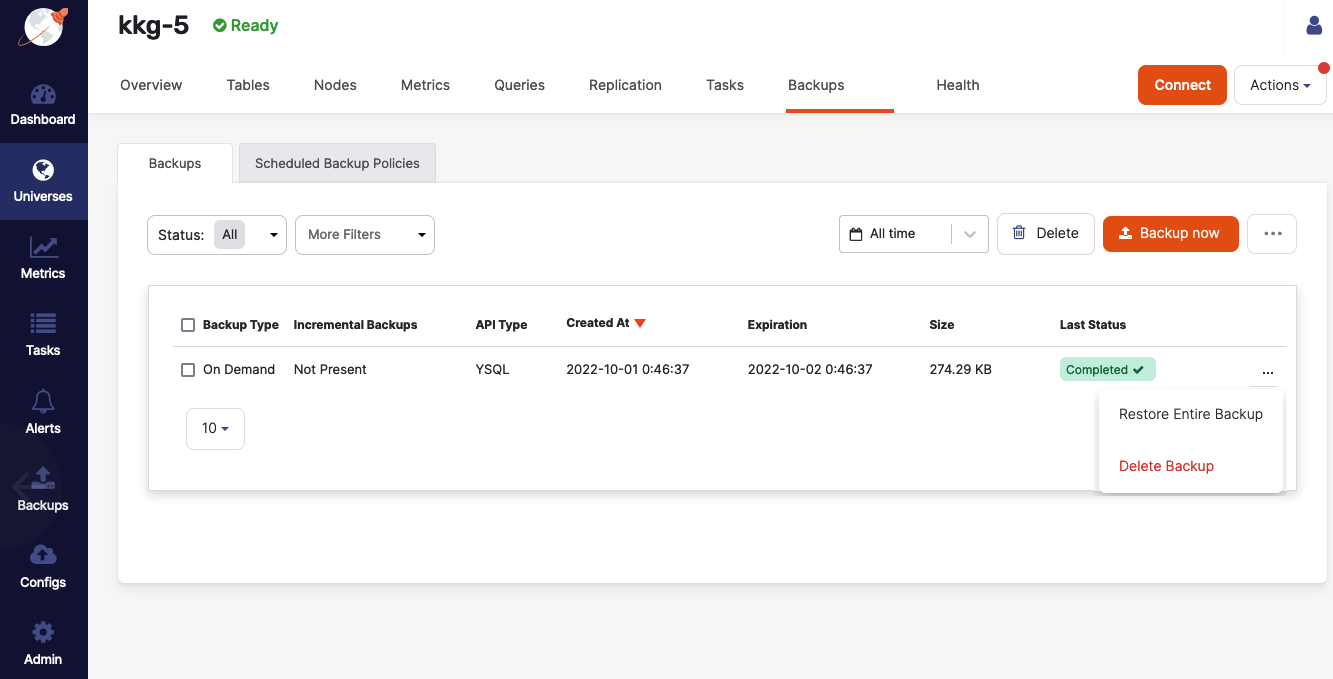 kkg-5 Ready
Overview Tables Nodes Metrics Queries Replication Tasks Backups Health Connect Actions
Dashboard
Universes
Metrics
Tasks
Alerts
Backups
Configs
Admin
Backups Scheduled Backup Policies
Status: All More Filters All time Delete Backup now ...
Backup Type Incremental Backups API Type Created At Expiration Size Last Status
On Demand Not Present YSQL 2022-10-01 0:46:37 2022-10-02 0:46:37 274.29 KB Completed ...
10
Restore Entire Backup
Delete Backup